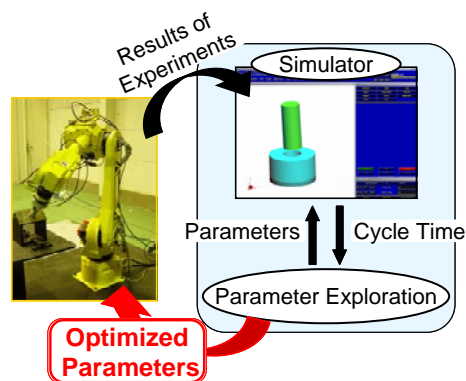 Results of
Experiments
Simulator
Parameters
Cycle Time
Parameter Exploration
Optimized
Parameters